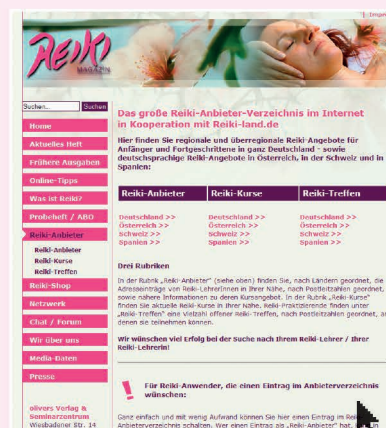 Impre
REIKI
MAGAZIN
Suchen...
Suchen
Home
Aktuelles Heft
Frühere Ausgaben
Online-Tipps
Was ist Reiki?
Probeheft / ABO
Reiki-Anbieter
Reiki-Anbieter
Reiki-Kurse
Reiki-Treffen
Reiki-Shop
Netzwerk
Chat / Forum
Wir über uns
Media-Daten
Presse
olivers Verlag &
Seminarzentrum
Wiesbadener Str. 14
Das große Reiki-Anbieter-Verzeichnis im Internet
in Kooperation mit Reiki-land.de
Hier finden Sie regionale und überregionale Reiki-Angebote für
Anfänger und Fortgeschrittene in ganz Deutschland - sowie
deutschsprachige Reiki-Angebote in Österreich, in der Schweiz und in
Spanien:
Reiki-Anbieter Reiki-Kurse Reiki-Treffen
Deutschland >> Deutschland >> Deutschland >>
Österreich >> Österreich >> Österreich >>
Schweiz >> Schweiz >> Schweiz >>
Spanien >> Spanien >> Spanien >>
Drei Rubriken
In der Rubrik „Reiki-Anbieter" (siehe oben) finden Sie, nach Ländern geordnet, die
Adresseinträge von Reiki-LehrerInnen in Ihrer Nähe, nach Postleitzahlen geordnet,
sowie nähere Informationen zu deren Kursangebot. In der Rubrik „Reiki-Kurse"
finden Sie aktuelle Reiki-Kurse in Ihrer Nähe. Reiki-Praktizierende finden unter
„Reiki-Treffen" eine Vielzahl offener Reiki-Treffen, nach Postleitzahlen geordnet, an
denen sie teilnehmen können.
Wir wünschen viel Erfolg bei der Suche nach Ihrem Reiki-Lehrer / Ihrer
Reiki-Lehrerin!
! Für Reiki-Anwender, die einen Eintrag im Anbieterverzeichnis
wünschen:
Ganz einfach und mit wenig Aufwand können Sie hier einen Eintrag im
Anbieterverzeichnis schalten. Wer einen Eintrag als „Reiki-Anbieter" hat,